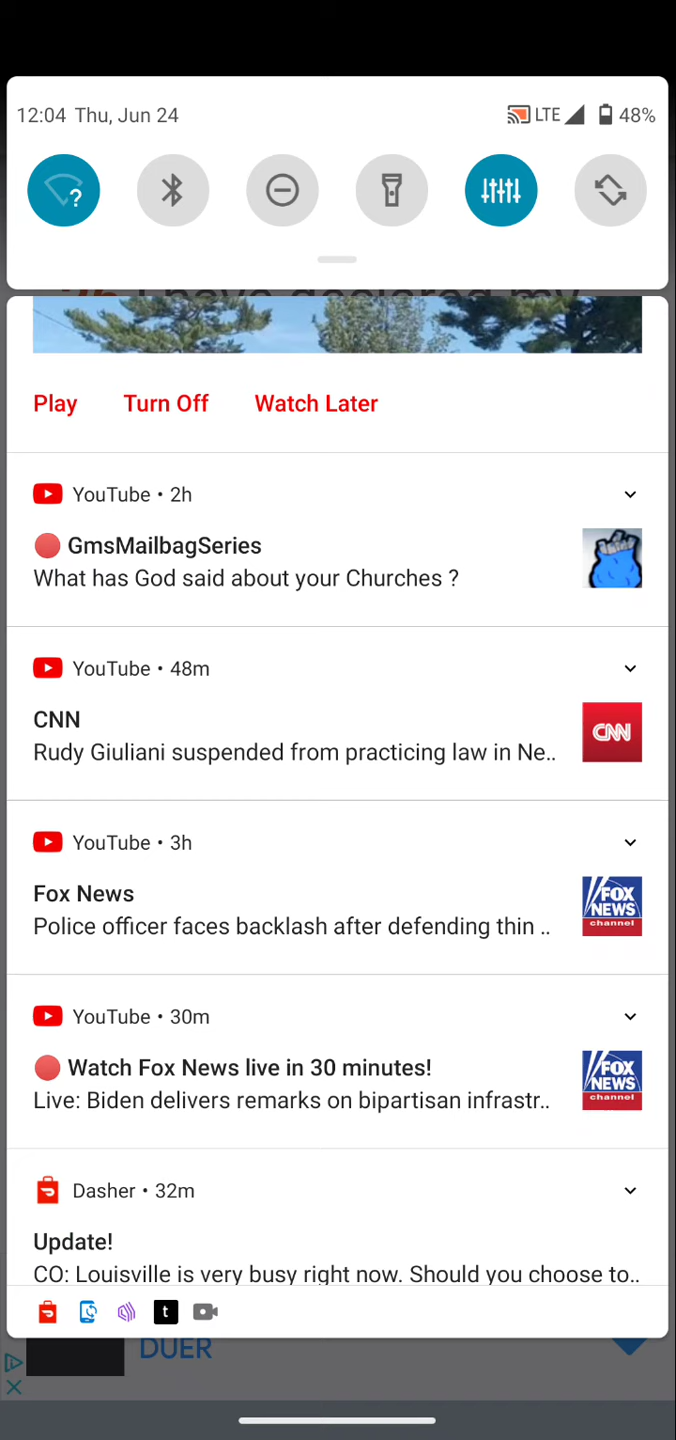 12:04 Thu, Jun 24 LTE 48%
?
I have declared my
Play Turn Off Watch Later
YouTube • 2h
GmsMailbagSeries
What has God said about your Churches ?
YouTube • 48m
CNN
Rudy Giuliani suspended from practicing law in Ne..
CNN
YouTube • 3h
Fox News
Police officer faces backlash after defending thin ..
FOX
NEWS
channel
YouTube • 30m
🔴 Watch Fox News live in 30 minutes!
Live: Biden delivers remarks on bipartisan infrastr..
FOX
NEWS
channel
Dasher • 32m
Update!
CO: Louisville is very busy right now. Should you choose to..
t
DUER